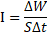 I = ΔW / SΔt